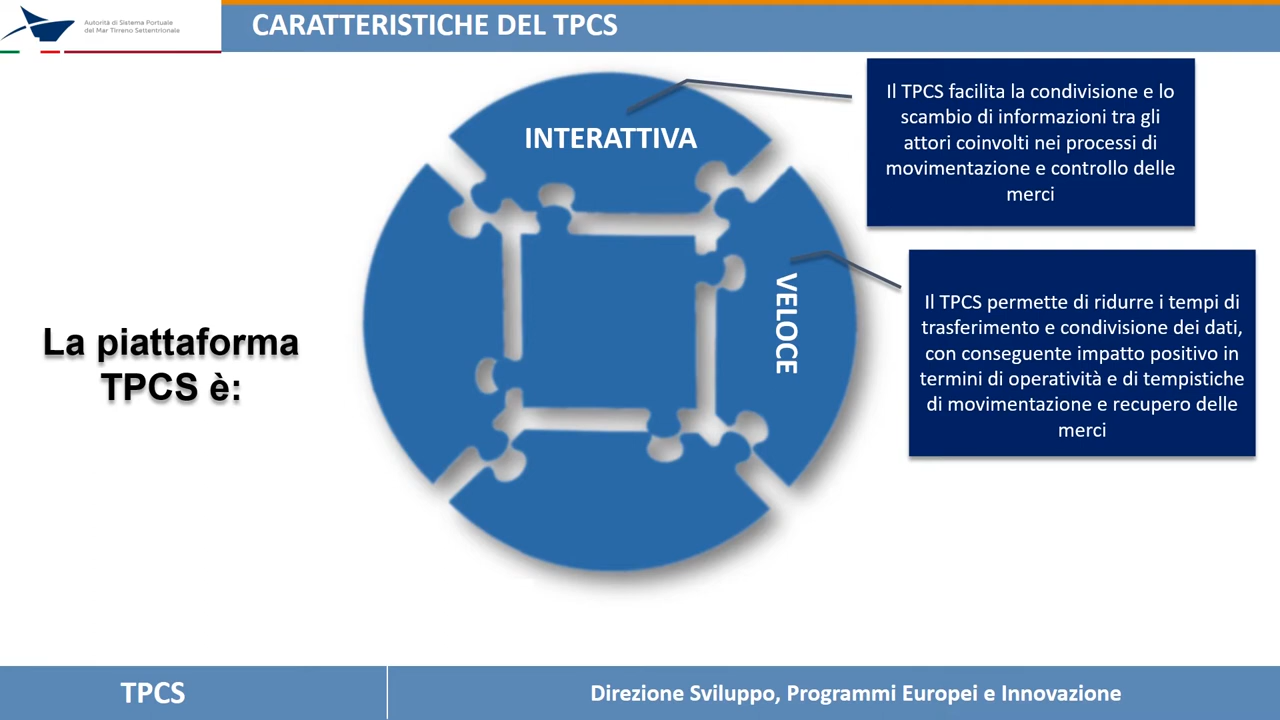 Autorità di Sistema Portuale
del Mar Tirreno Settentrionale
CARATTERISTICHE DEL TPCS
INTERATTIVA
Il TPCS facilita la condivisione e lo
scambio di informazioni tra gli
attori coinvolti nei processi di
movimentazione e controllo delle
merci
VELOCE
Il TPCS permette di ridurre i tempi di
trasferimento e condivisione dei dati,
con conseguente impatto positivo in
termini di operatività e di tempistiche
di movimentazione e recupero delle
merci
La piattaforma
TPCS è:
TPCS
Direzione Sviluppo, Programmi Europei e Innovazione